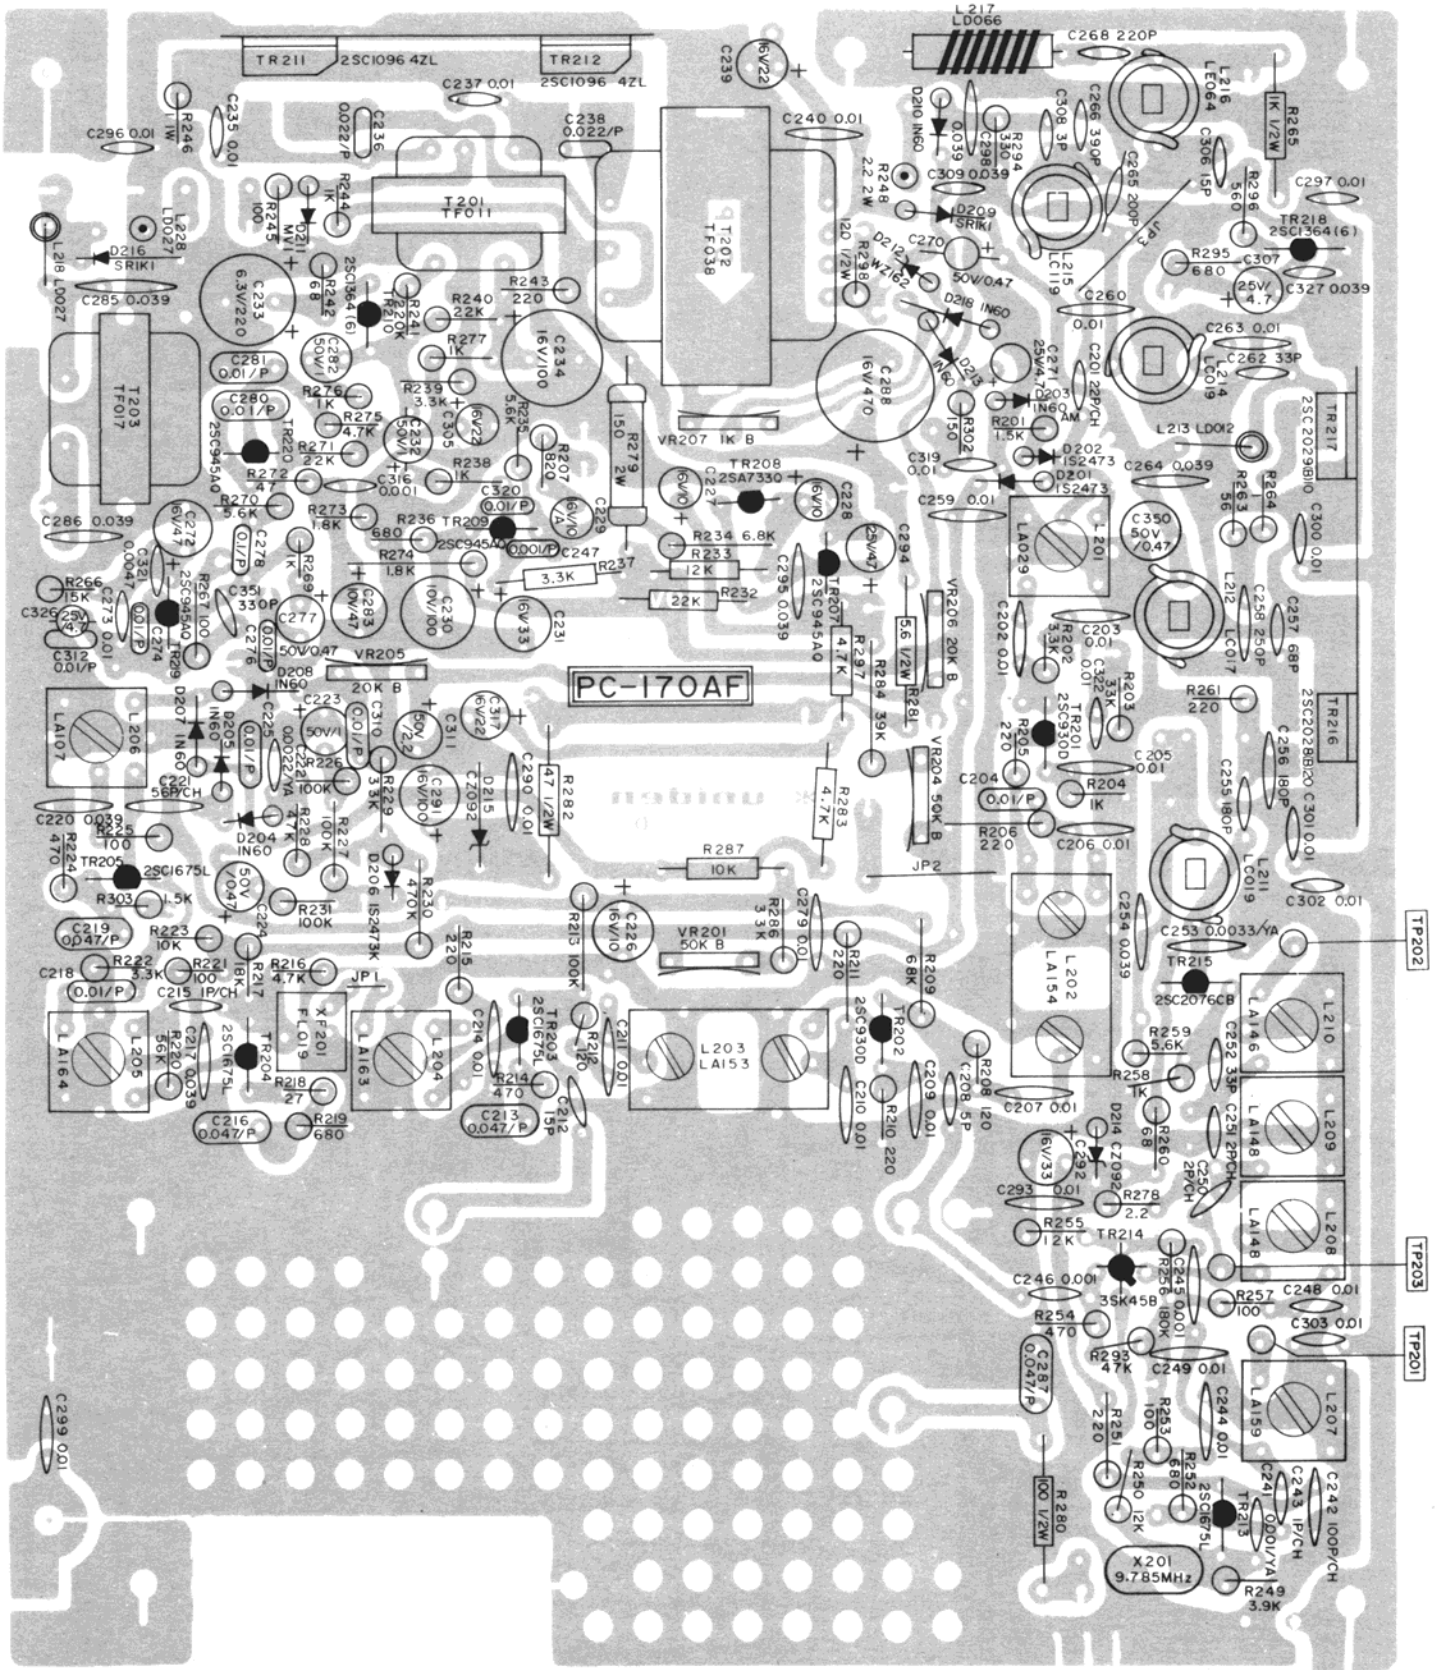 L217
LD066
C268 220P
TR211
2SC1096 4ZL
TR212
2SC1096 4ZL
C239
16V/22
L216
LE064
C237 0.01
R246
1 1W
C235 0.01
C236
0.022/P
C238
0.022/P
C240 0.01
D210 IN60
0.039
C298
R294
330
C308 3P
C266 390P
C306 15P
R265
1K 1/2W
C296 0.01
R248
2.2 2W
C309 0.039
C265 200P
R296
560
C297 0.01
T201
TF011
T202
TF038
R245
100
D211
MV11
R244
1K
D209
SRIK1
JP3
TR218
2SC1364(6)
L218 LD027
D216
SRIK1
L228
LD027
C285 0.039
C233
6.3V/220
R242
68
2SC1364(6)
TR210
R241
220K
R243
220
R298
120 1/2W
D212
WZ162
C270
50V/0.47
L215
LC119
R295
680
C307
25V/
4.7
C327 0.039
R240
22K
D218 IN60
C260
0.01
R277
1K
C234
16V/100
C288
16V/470
D213
IN60
C271
25V/4.7
C201 22P/CH
C263 0.01
C262 33P
L214
LC019
C281
0.01/P
C282
50V/1
T203
TF017
C280
0.01/P
R276
1K
R239
3.3K
R275
4.7K
C232
50V/1
C305
16V/22
R235
5.6K
R279
150 2W
VR207 1K B
R302
150
D203
IN60
R201
1.5K
AM
D202
IS2473
D201
IS2473
L213 LD012
TR217
2SC2029|B|10
2SC945AQ
TR220
R271
22K
R272
47
R238
1K
C316
0.001
R207
820
TR208
2SA7330
C227
16V/10
C228
16V/10
C319
0.01
C264 0.039
C259 0.01
R270
5.6K
R273
1.8K
C320
0.01/P
R236
680
TR209
2SC945AQ
16V/10
/A
C229
C286 0.039
C272
16V/47
C278
0.1/P
R269
1K
R274
1.8K
0.001/P
C247
R234 6.8K
R233
12K
R232
22K
3.3K
R237
C294
25V/47
LA029
L201
C350
50V
/0.47
R263
56
R264
C300 0.01
R266
15K
0.0047
C321
2SC945AQ
TR219
R267 100
C351
330P
C283
10V/47
C230
10V/100
C231
16V/33
C295 0.039
TR207
2SC945AQ
VR206 20K B
C326
25V
/4.7
C312
0.01/P
C273 0.01
0.01/P
C274
C276
0.01/P
C277
50V/0.47
R297
4.7K
5.6 1/2W
R281
C202 0.01
C203
0.01
R202
3.3K
L212
LC017
C258 250P
C257
68P
VR205
20K B
PC-170AF
D208
IN60
R284 39K
C322
0.01
R203
33K
R261
220
LA107
L206
D207 IN60
D205
IN60
C225
0.01/P
C223
50V/1
C310
0.01/P
C311
50V/
2.2
C317
16V/22
TR201
2SC930D
R205
220
TR216
2SC2028|B|20
C221
56P/CH
C222
0.0022/YA
R226
100K
R229
33K
C291
16V/100
D215
CZ092
C290 0.01
R282
47 1/2W
R283
4.7K
VR204 50K B
C204
0.01/P
R204
1K
C205
0.01
C256 180P
C255 180P
C220 0.039
R225
100
D204
IN60
R228
4.7K
R227
100K
R206
220
C206 0.01
C301 0.01
R224
470
TR205
2SC1675L
R303
1.5K
50V
/0.47
C224
D206 IS2473K
R230
470K
R287
10K
JP2
L211
LC019
C302 0.01
C219
0.047/P
R223
10K
R231
100K
R213
100K
C226
16V/10
VR201
50K B
R286
3.3K
C279 0.01
R211
220
R209
68K
L202
LA154
C254 0.039
C253 0.0033/YA
TP202
C218
0.01/P
R222
3.3K
R221
100
R217
18K
R216
4.7K
JP1
R215
220
TR215
2SC2076CB
C215 1P/CH
XF201
FL019
LA164
L205
R220
56K
C217
0.039
2SC1675L
TR204
LA163
L204
C214 0.01
TR203
2SC1675L
R212
120
C211 0.01
L203
LA153
2SC930D
TR202
R259
5.6K
R258
1K
C252 33P
LA146
L210
R218
27
R214
470
C216
0.047/P
R219
680
C213
0.047/P
C212
15P
C210 0.01
R210
220
C209 0.01
C208 5P
R208 120
C207 0.01
D214 CZ092
R260
68
C251 2P/CH
LA148
L209
C292
16V/33
C250
2P/CH
C293 0.01
R278
2.2
R255
12K
TR214
3SK45B
LA148
L208
C246 0.001
R254
470
R256
180K
C245 0.001
R257
100
C248 0.01
TP203
C287
0.047/P
R293
47K
C249 0.01
C303 0.01
TP201
R251
220
R253
100
C244 0.01
LA159
L207
C299 0.01
R280
100 1/2W
R250
12K
R252
680
2SC1675L
TR213
C241
0.001/YA
C243 1P/CH
C242 100P/CH
X201
9.785MHz
R249
3.9K